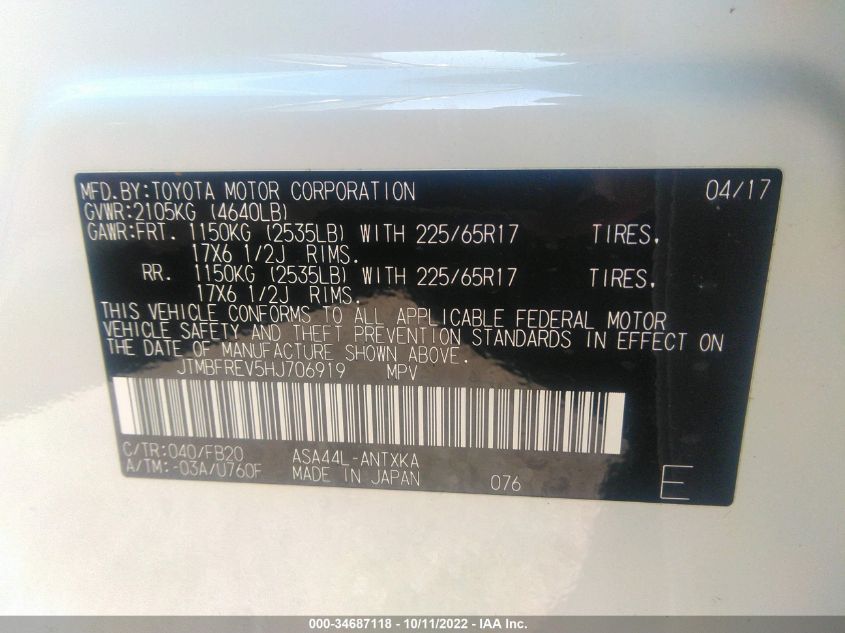 MFD.BY:TOYOTA MOTOR CORPORATION 04/17
GVWR:2105KG (4640LB)
GAWR:FRT. 1150KG (2535LB) WITH 225/65R17 TIRES,
17X6 1/2J RIMS.
RR. 1150KG (2535LB) WITH 225/65R17 TIRES,
17X6 1/2J RIMS.
THIS VEHICLE CONFORMS TO ALL APPLICABLE FEDERAL MOTOR
VEHICLE SAFETY AND THEFT PREVENTION STANDARDS IN EFFECT ON
THE DATE OF MANUFACTURE SHOWN ABOVE.
JTMBFREV5HJ706919 MPV
C/TR:040/FB20 ASA44L-ANTXKA
A/TM:-03A/U760F MADE IN JAPAN 076 E
000-34687118 - 10/11/2022 - IAA Inc.